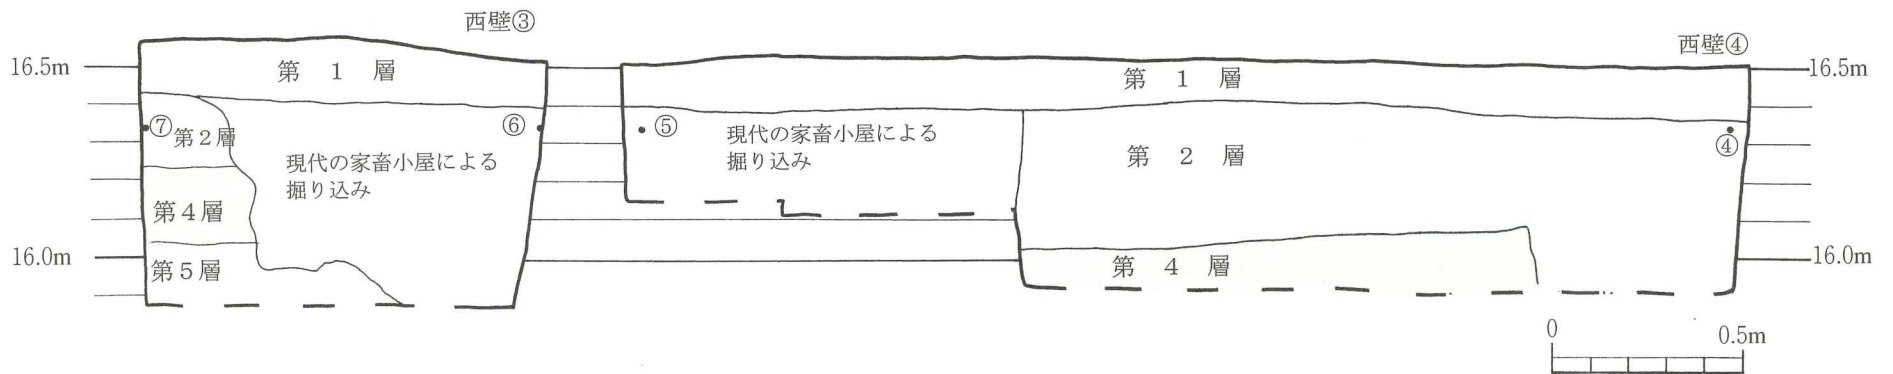 西壁③
西壁④
16.5m
第 1 層
第 1 層
16.5m
⑦
第2層
⑥
⑤
現代の家畜小屋による
掘り込み
現代の家畜小屋による
掘り込み
第 2 層
④
第4層
16.0m
第5層
第 4 層
16.0m
0
0.5m